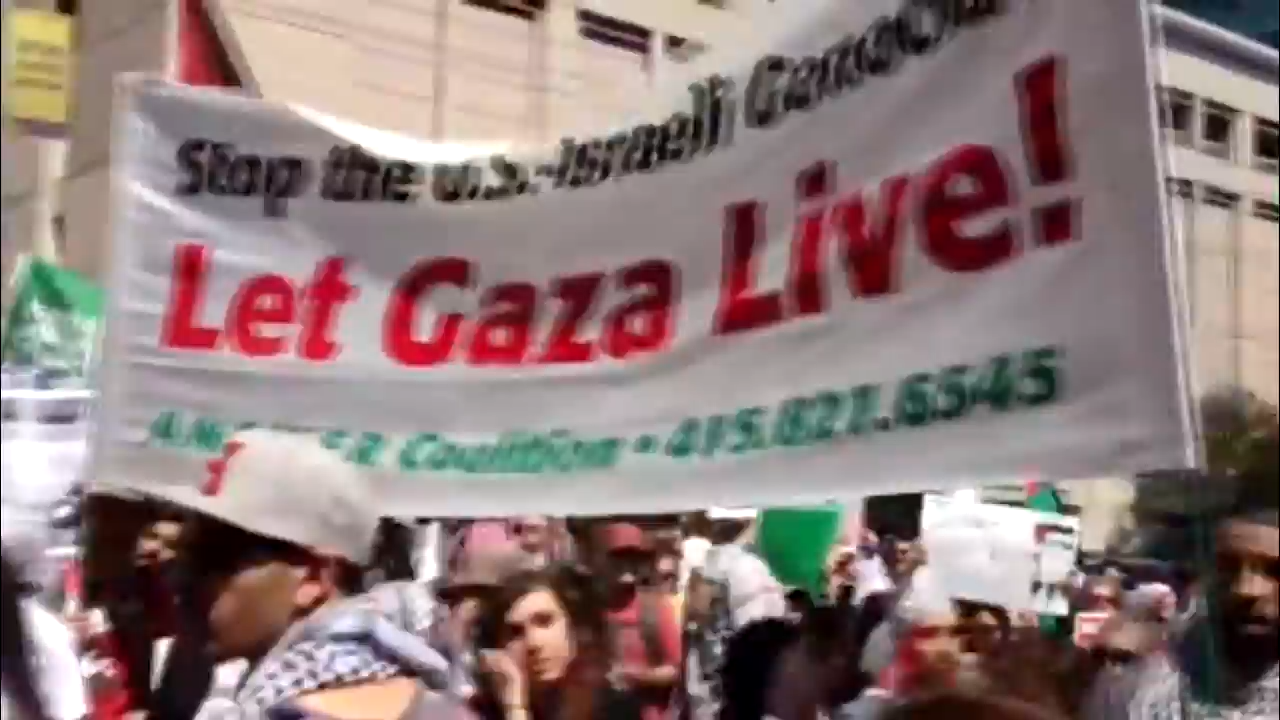 Stop the U.S.-Israeli Genocide
Let Gaza Live!
Coalition • 415.821.6545